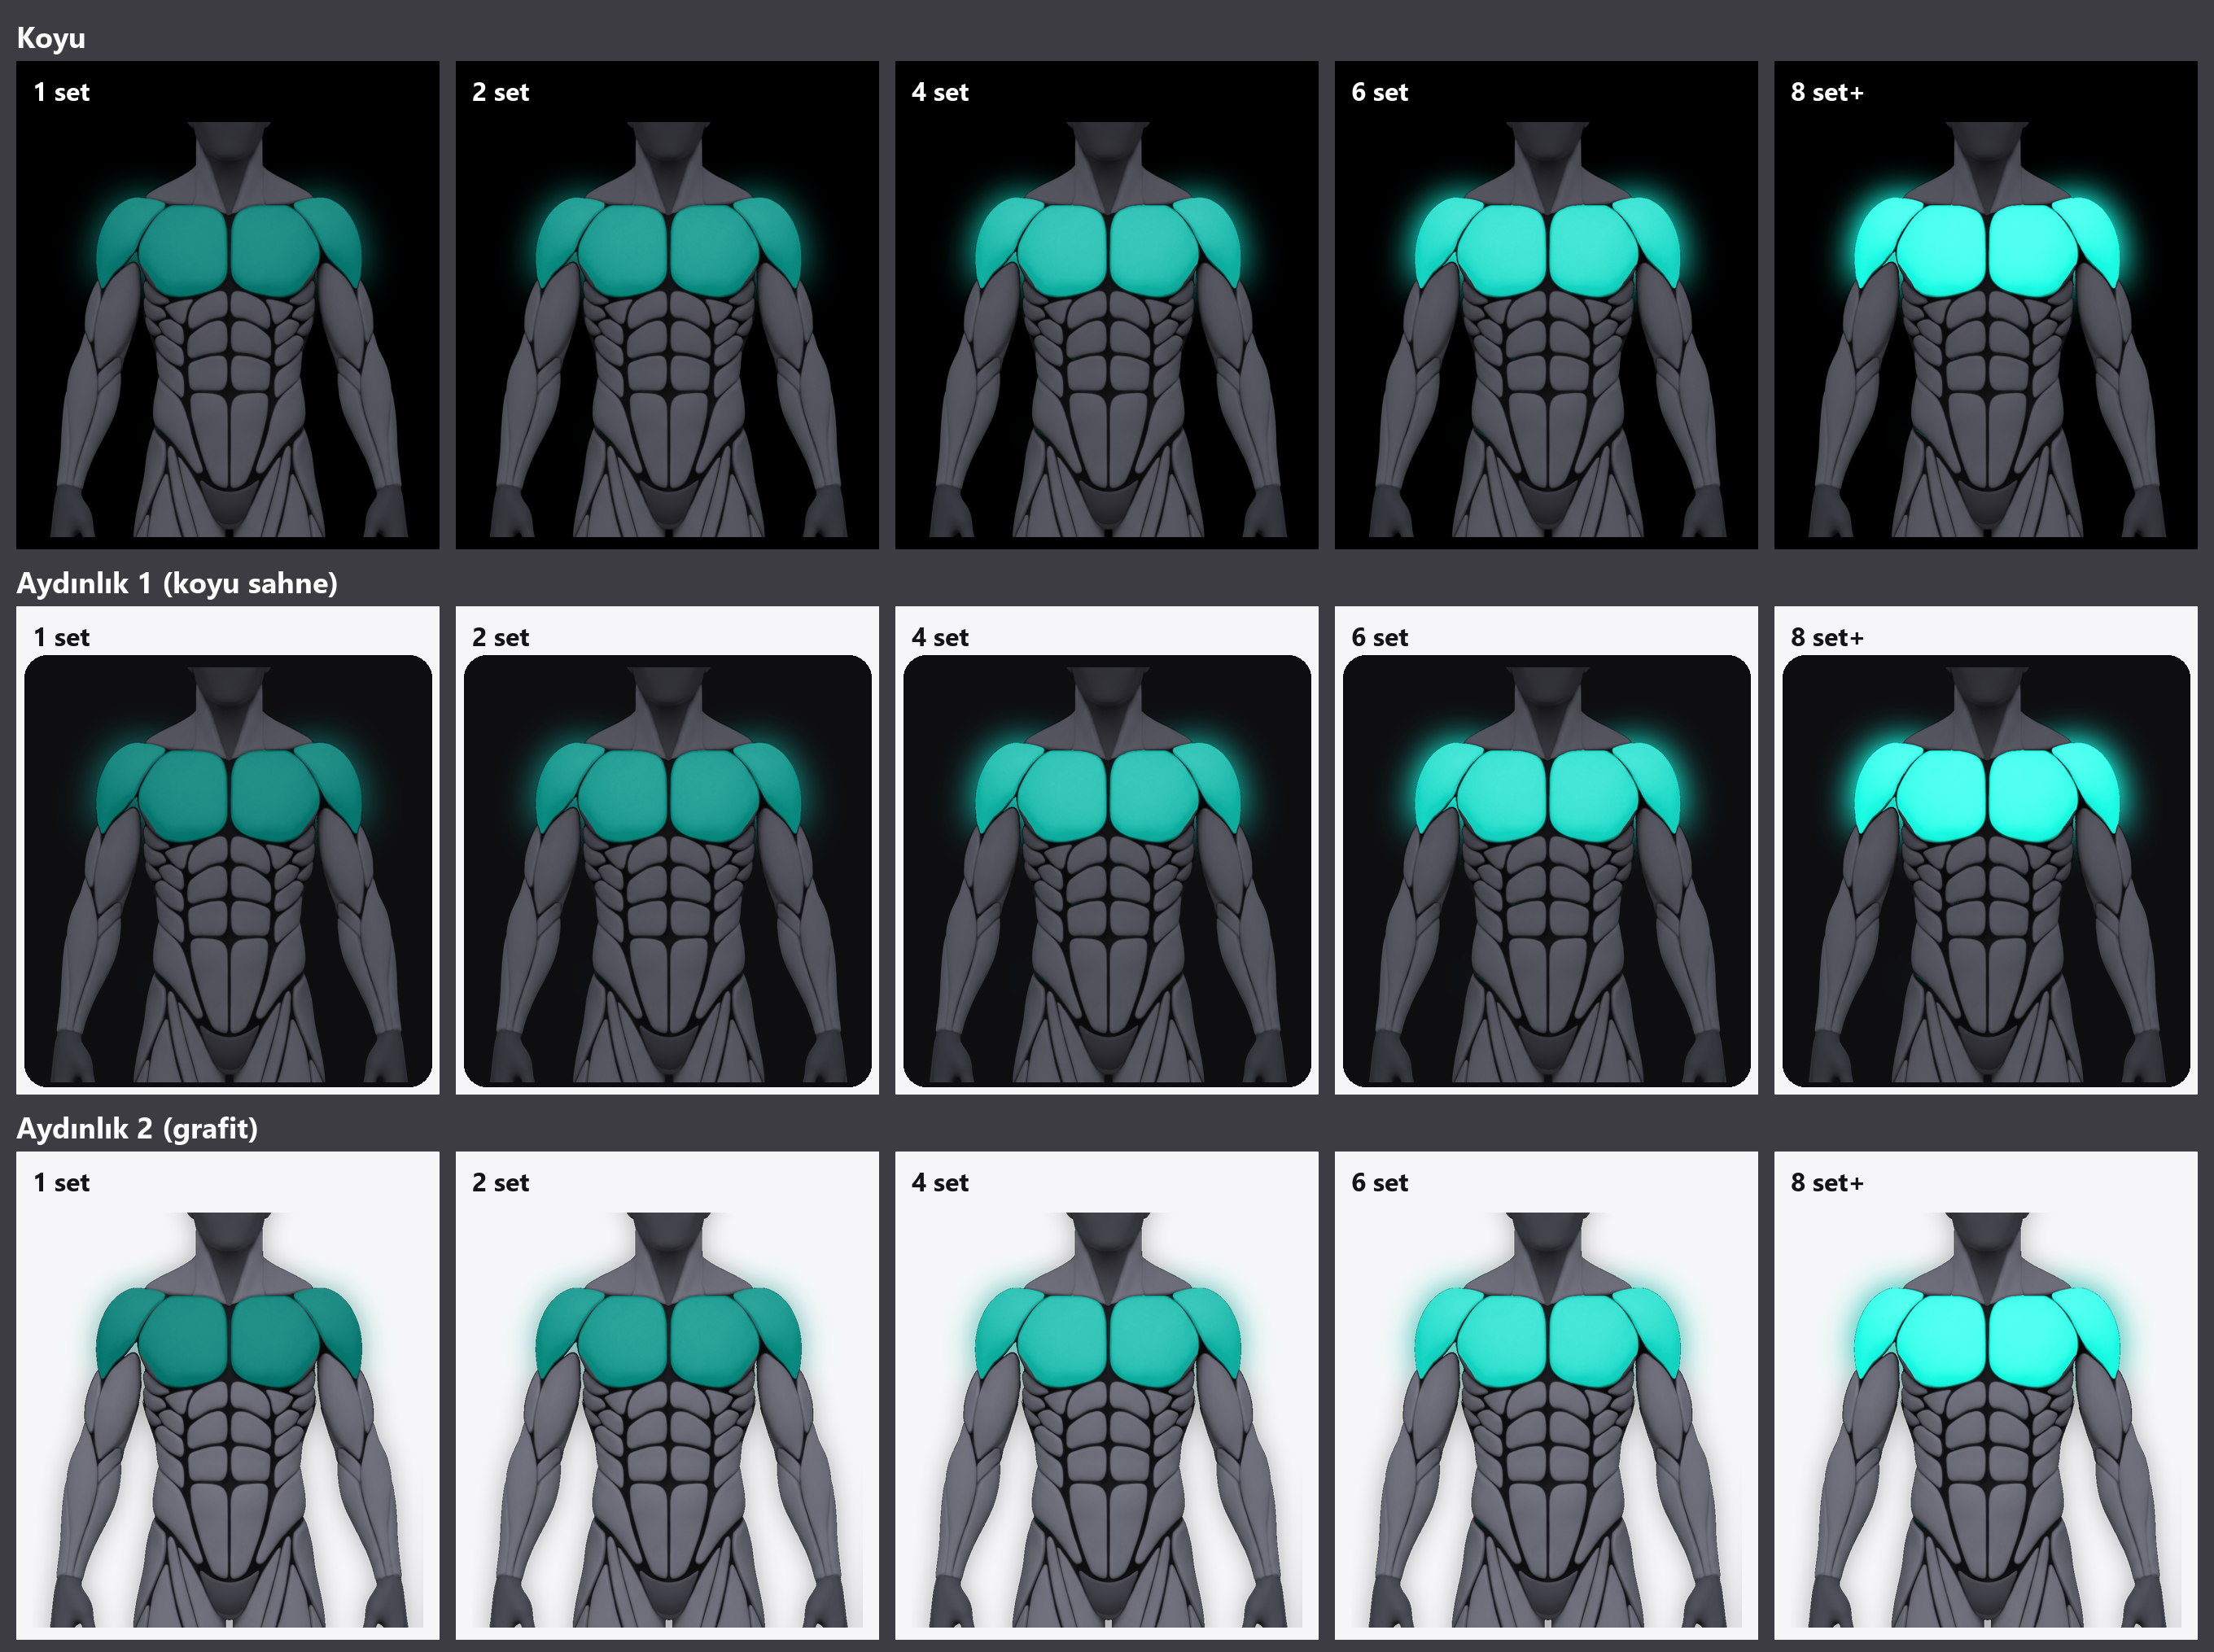 Koyu
1 set
2 set
4 set
6 set
8 set+
Aydınlık 1 (koyu sahne)
1 set
2 set
4 set
6 set
8 set+
Aydınlık 2 (grafit)
1 set
2 set
4 set
6 set
8 set+